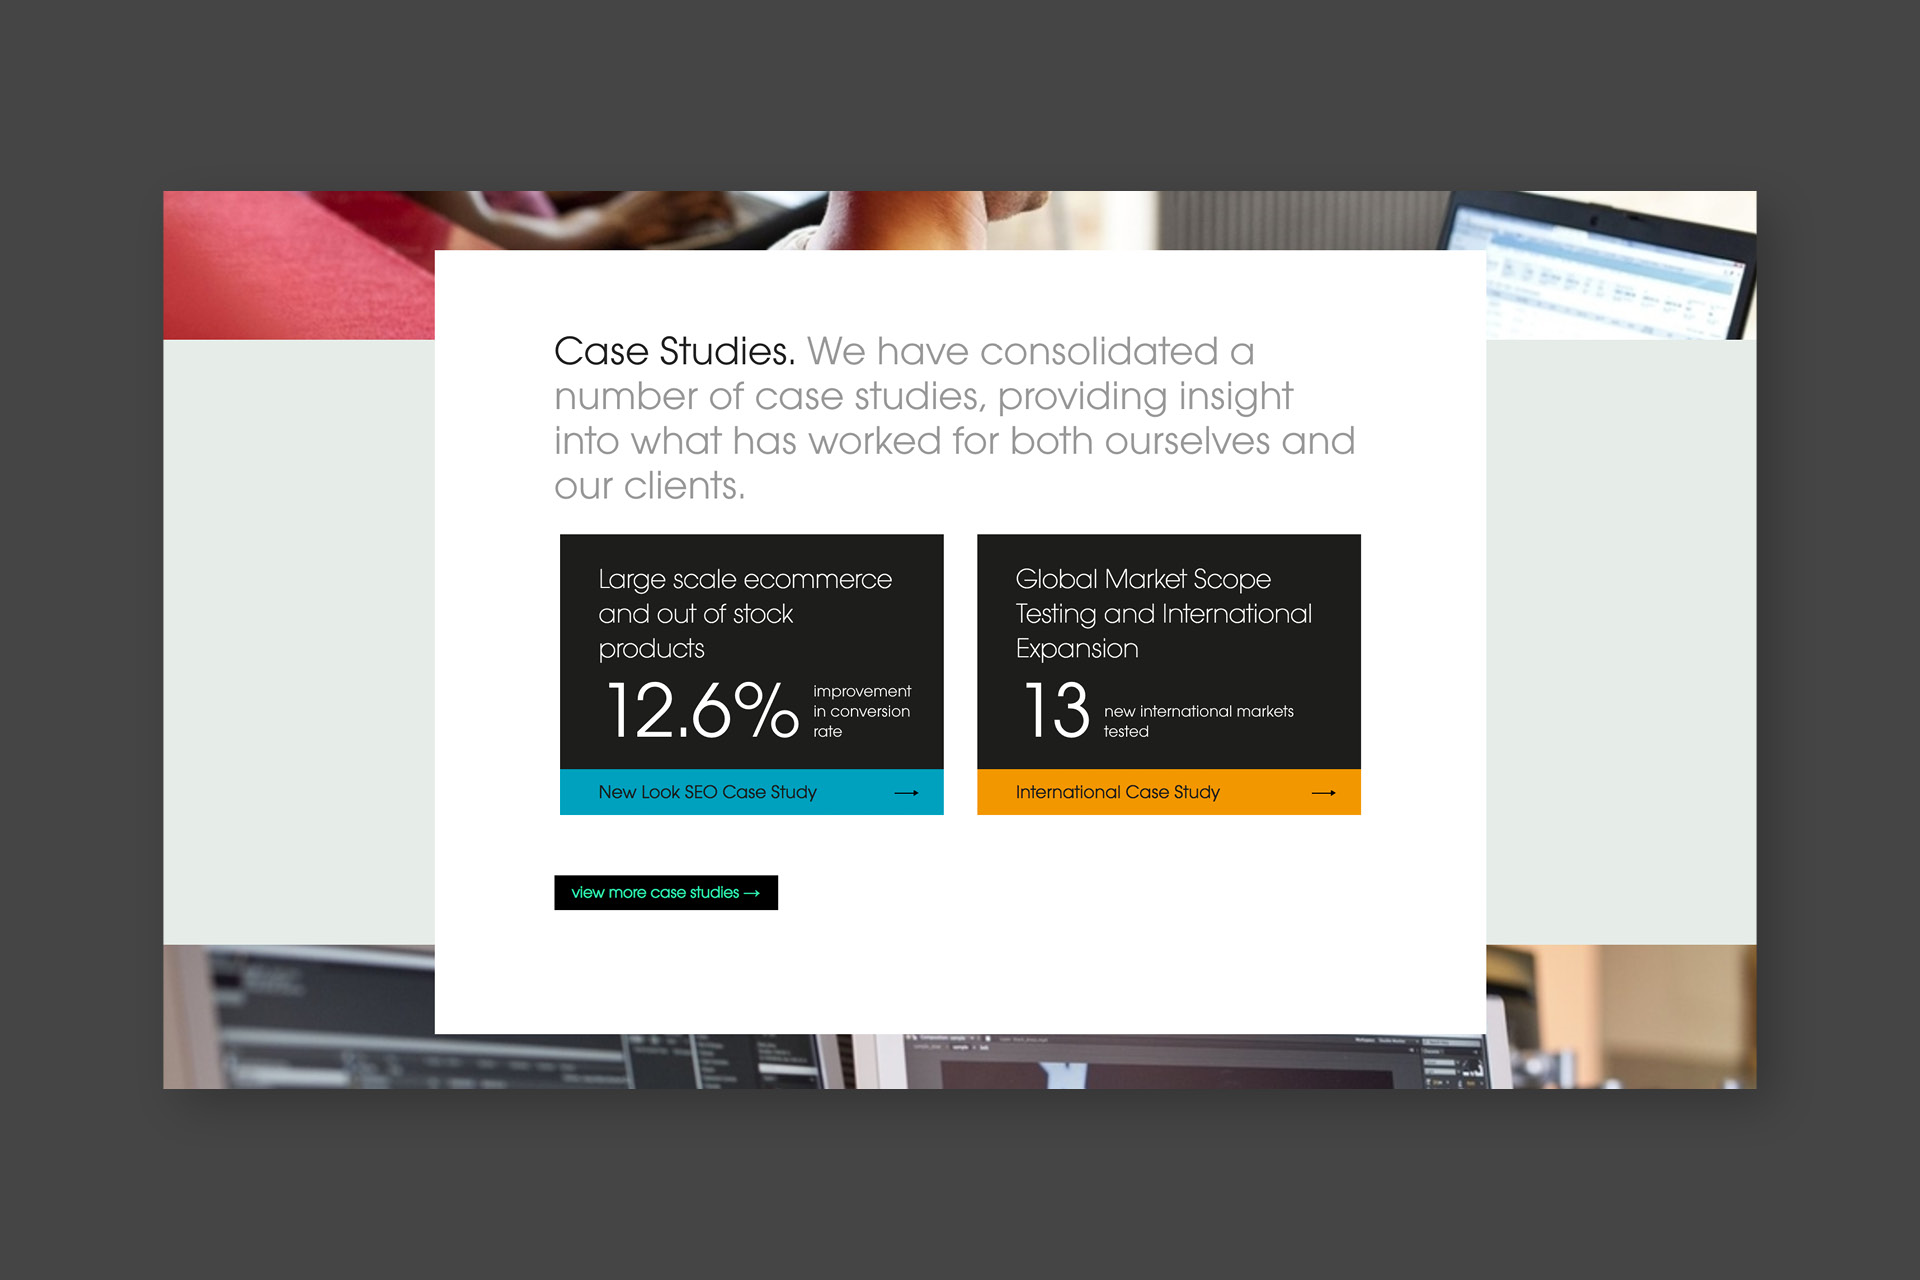 Case Studies. We have consolidated a
number of case studies, providing insight
into what has worked for both ourselves and
our clients.
Large scale ecommerce
and out of stock
products
12.6% improvement
in conversion
rate
New Look SEO Case Study →
Global Market Scope
Testing and International
Expansion
13 new international markets
tested
International Case Study →
view more case studies →